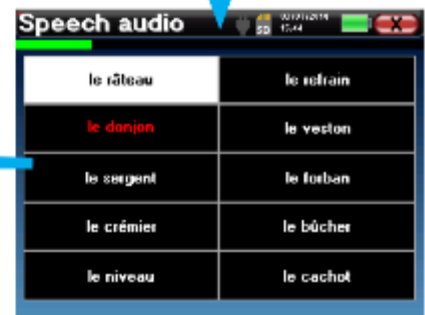 Speech audio
le râteau le refrain
le donjon le veston
le sergent le forban
le crémier le bûcher
le niveau le cachot